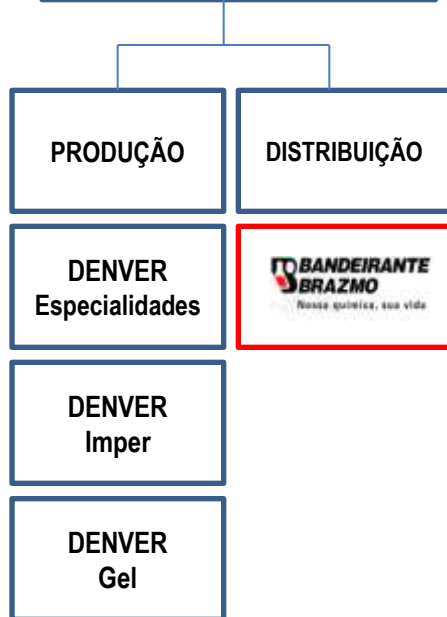 PRODUÇÃO
DISTRIBUIÇÃO
DENVER
Especialidades
BANDEIRANTE
BRAZMO
Nossa química, sua vida
DENVER
Imper
DENVER
Gel